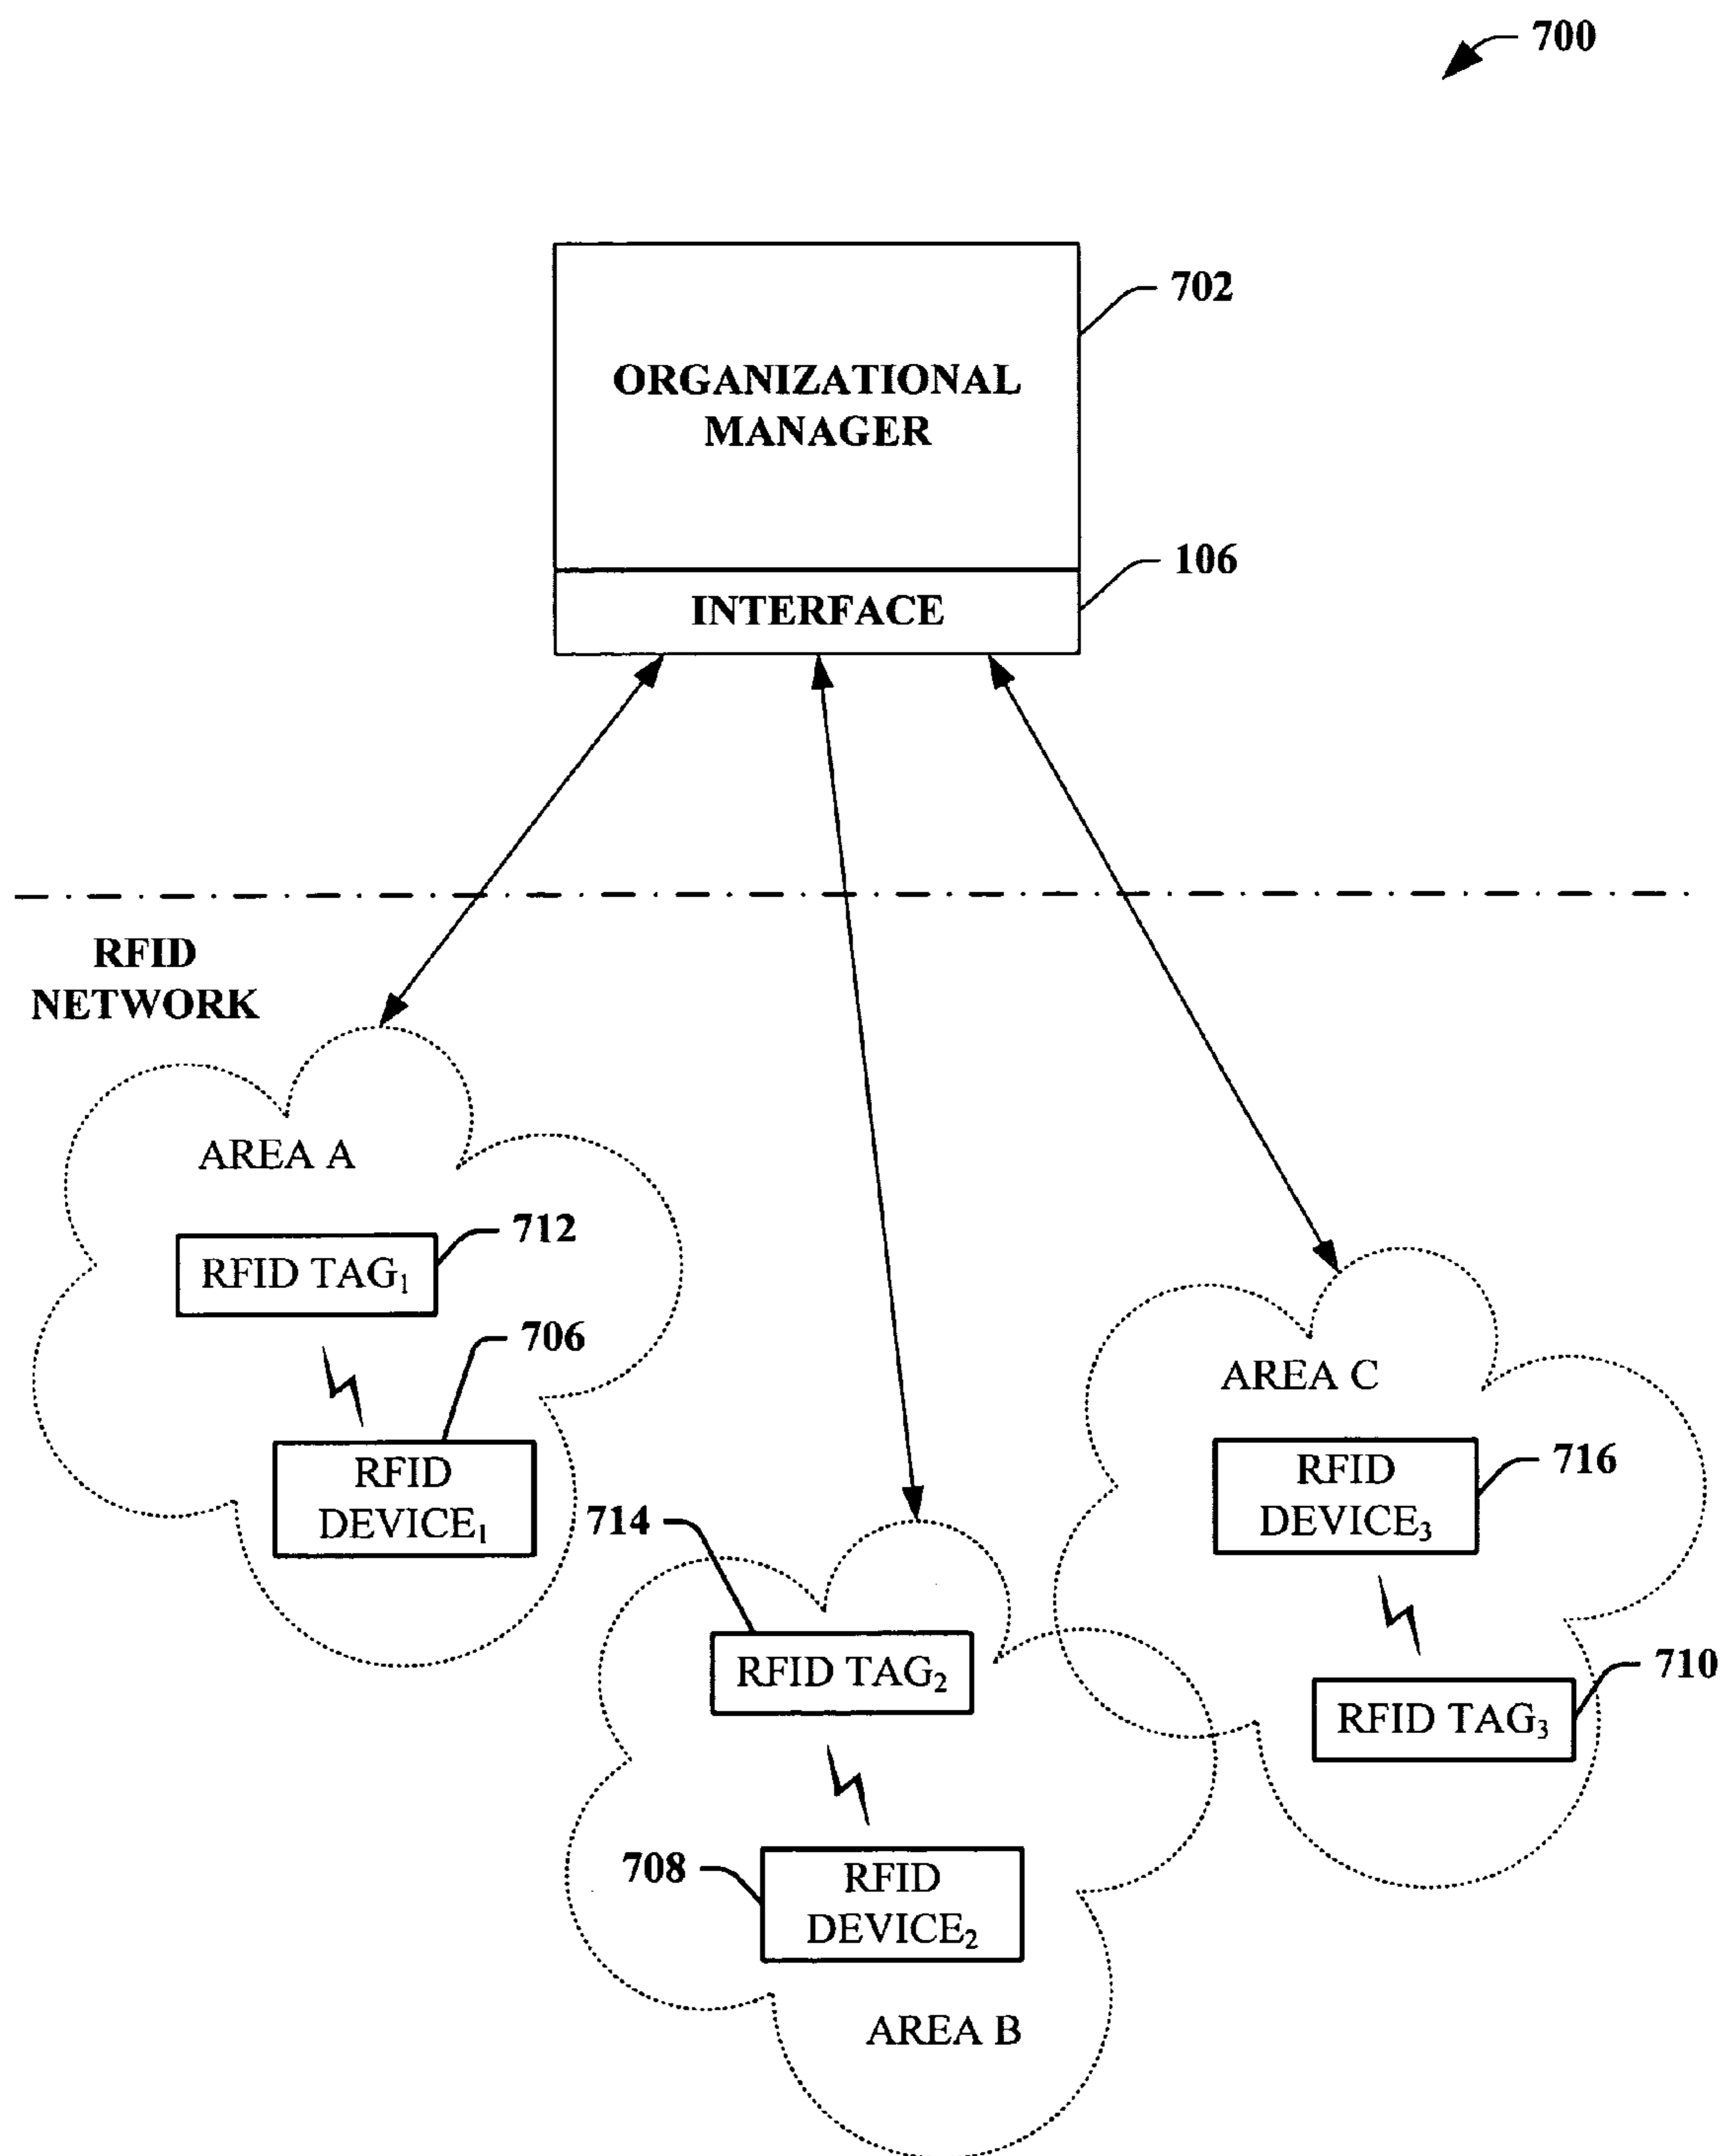 700
702
ORGANIZATIONAL
MANAGER
106
INTERFACE
RFID
NETWORK
AREA A
712
RFID TAG₁
706
RFID
DEVICE₁
AREA C
716
RFID
DEVICE₃
714
RFID TAG₂
710
RFID TAG₃
708
RFID
DEVICE₂
AREA B